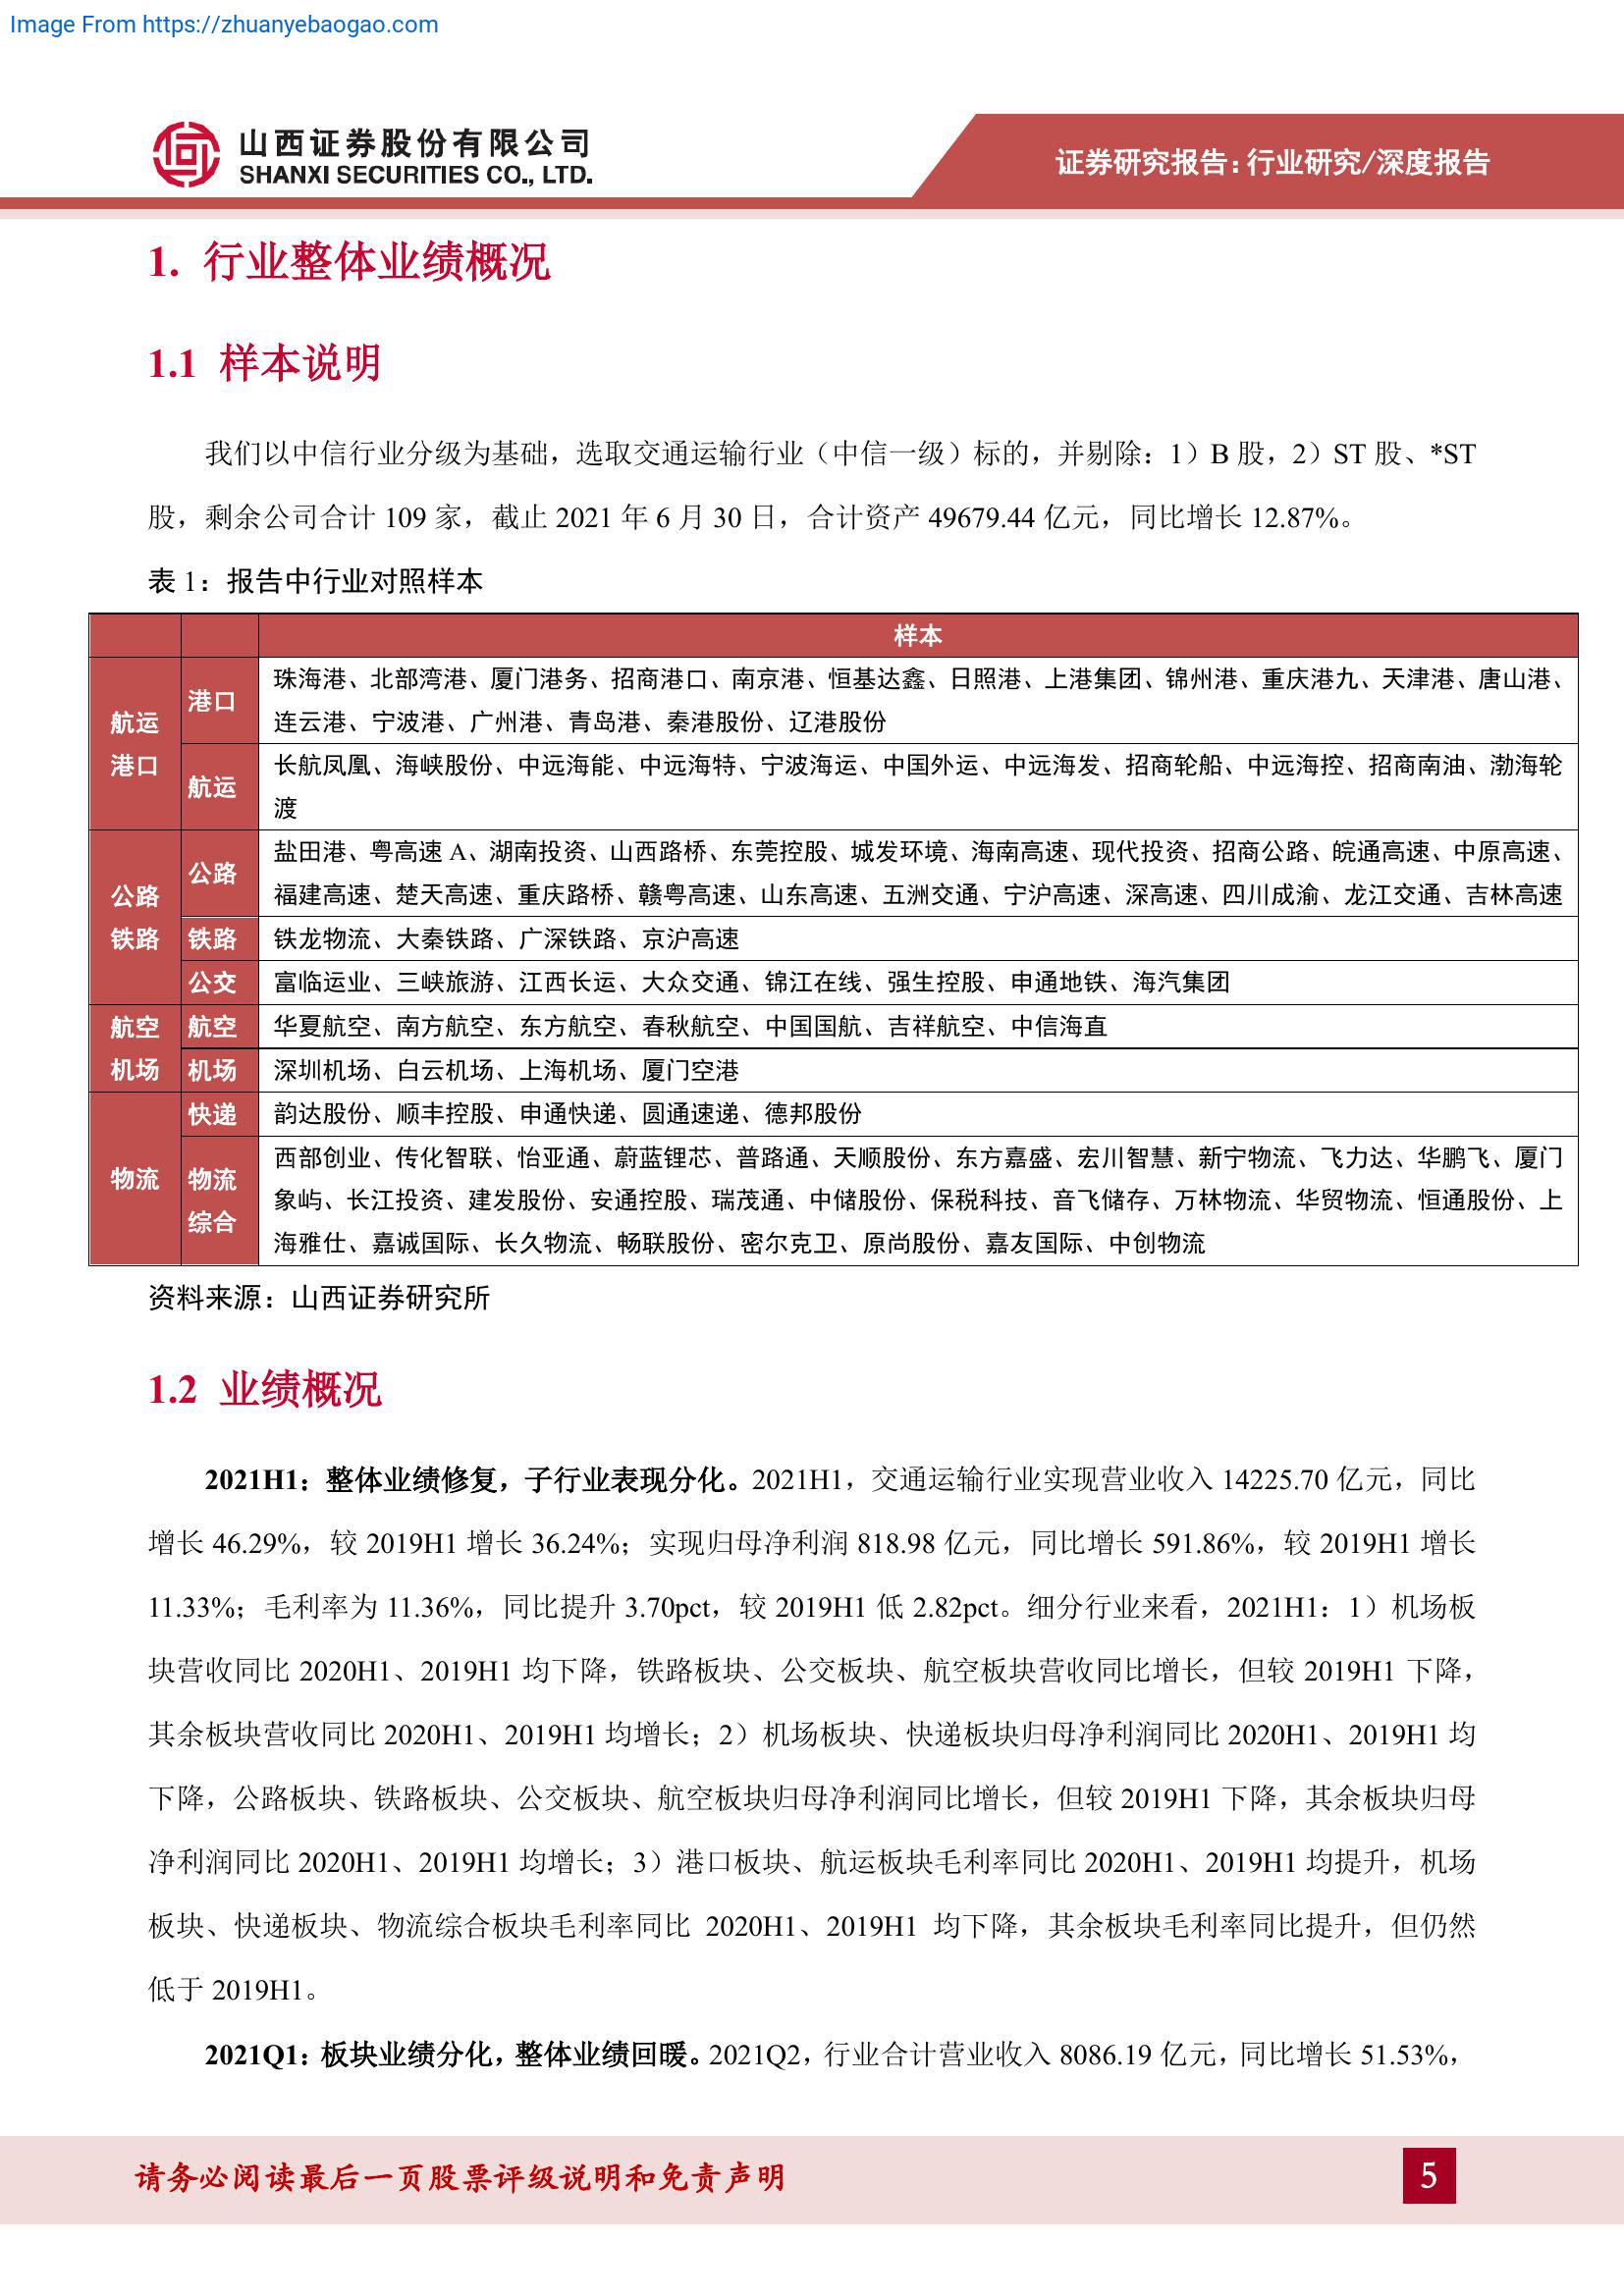 Image From https://zhuanyebaogao.com
山西证券股份有限公司
SHANXI SECURITIES CO., LTD.
证券研究报告：行业研究/深度报告
1. 行业整体业绩概况
1.1 样本说明
我们以中信行业分级为基础，选取交通运输行业（中信一级）标的，并剔除：1）B 股，2）ST 股、*ST
股，剩余公司合计 109 家，截止 2021 年 6 月 30 日，合计资产 49679.44 亿元，同比增长 12.87%。
表 1：报告中行业对照样本
样本
航运
港口
港口
珠海港、北部湾港、厦门港务、招商港口、南京港、恒基达鑫、日照港、上港集团、锦州港、重庆港九、天津港、唐山港、
连云港、宁波港、广州港、青岛港、秦港股份、辽港股份
航运
长航凤凰、海峡股份、中远海能、中远海特、宁波海运、中国外运、中远海发、招商轮船、中远海控、招商南油、渤海轮
渡
公路
铁路
公路
盐田港、粤高速 A、湖南投资、山西路桥、东莞控股、城发环境、海南高速、现代投资、招商公路、皖通高速、中原高速、
福建高速、楚天高速、重庆路桥、赣粤高速、山东高速、五洲交通、宁沪高速、深高速、四川成渝、龙江交通、吉林高速
铁路
铁龙物流、大秦铁路、广深铁路、京沪高速
公交
富临运业、三峡旅游、江西长运、大众交通、锦江在线、强生控股、申通地铁、海汽集团
航空
机场
航空
华夏航空、南方航空、东方航空、春秋航空、中国国航、吉祥航空、中信海直
机场
深圳机场、白云机场、上海机场、厦门空港
物流
快递
韵达股份、顺丰控股、申通快递、圆通速递、德邦股份
物流
综合
西部创业、传化智联、怡亚通、蔚蓝锂芯、普路通、天顺股份、东方嘉盛、宏川智慧、新宁物流、飞力达、华鹏飞、厦门
象屿、长江投资、建发股份、安通控股、瑞茂通、中储股份、保税科技、音飞储存、万林物流、华贸物流、恒通股份、上
海雅仕、嘉诚国际、长久物流、畅联股份、密尔克卫、原尚股份、嘉友国际、中创物流
资料来源：山西证券研究所
1.2 业绩概况
2021H1：整体业绩修复，子行业表现分化。2021H1，交通运输行业实现营业收入 14225.70 亿元，同比
增长 46.29%，较 2019H1 增长 36.24%；实现归母净利润 818.98 亿元，同比增长 591.86%，较 2019H1 增长
11.33%；毛利率为 11.36%，同比提升 3.70pct，较 2019H1 低 2.82pct。细分行业来看，2021H1：1）机场板
块营收同比 2020H1、2019H1 均下降，铁路板块、公交板块、航空板块营收同比增长，但较 2019H1 下降，
其余板块营收同比 2020H1、2019H1 均增长；2）机场板块、快递板块归母净利润同比 2020H1、2019H1 均
下降，公路板块、铁路板块、公交板块、航空板块归母净利润同比增长，但较 2019H1 下降，其余板块归母
净利润同比 2020H1、2019H1 均增长；3）港口板块、航运板块毛利率同比 2020H1、2019H1 均提升，机场
板块、快递板块、物流综合板块毛利率同比 2020H1、2019H1 均下降，其余板块毛利率同比提升，但仍然
低于 2019H1。
2021Q1：板块业绩分化，整体业绩回暖。2021Q2，行业合计营业收入 8086.19 亿元，同比增长 51.53%，
请务必阅读最后一页股票评级说明和免责声明
5